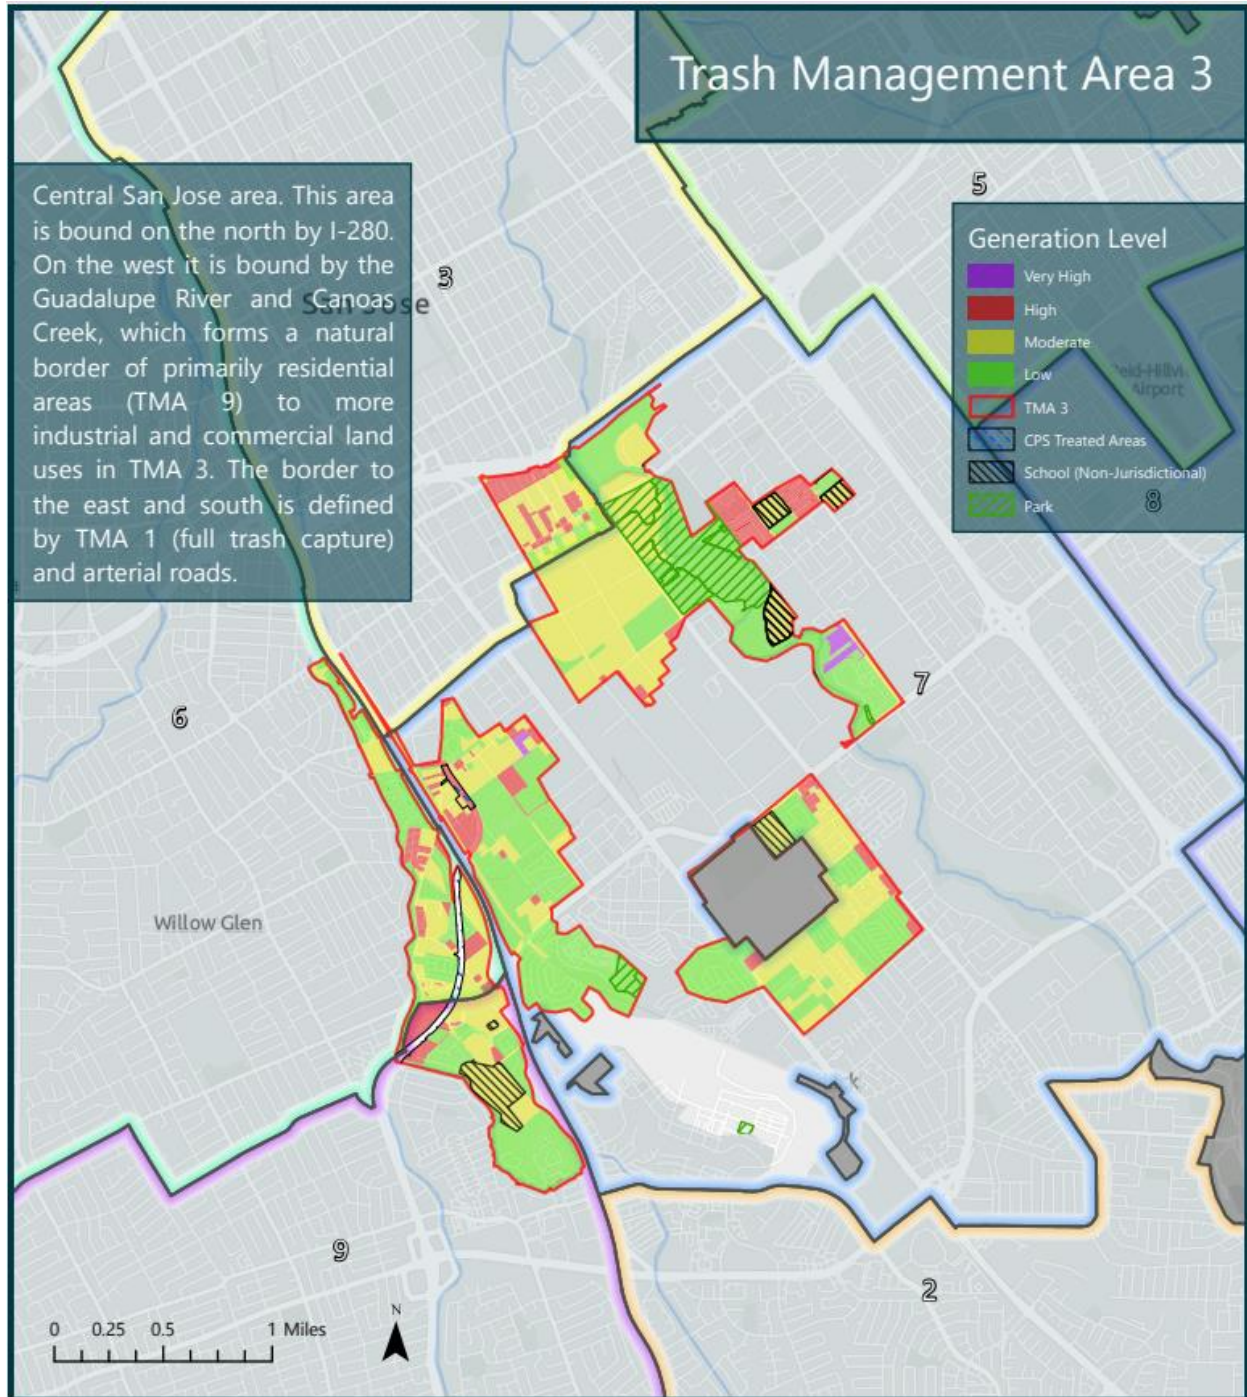 Trash Management Area 3
Central San Jose area. This area
is bound on the north by I-280.
On the west it is bound by the
Guadalupe River and Canoas
Creek, which forms a natural
border of primarily residential
areas (TMA 9) to more
industrial and commercial land
uses in TMA 3. The border to
the east and south is defined
by TMA 1 (full trash capture)
and arterial roads.
San Jose
3
5
Generation Level
Very High
High
Moderate
Low
TMA 3
CPS Treated Areas
School (Non-Jurisdictional)
Park
Airport
8
7
6
Willow Glen
9
2
N
0 0.25 0.5 1 Miles